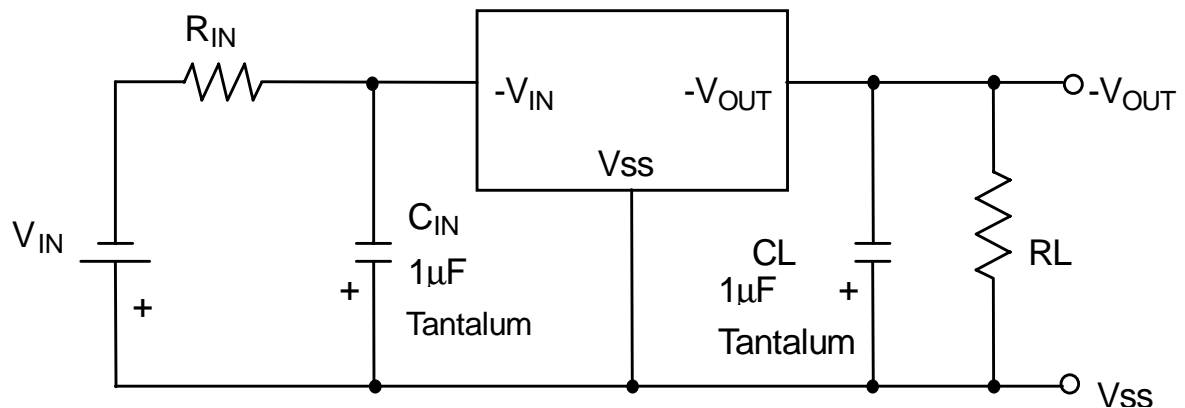 RIN
-VIN
-VOUT
-VOUT
Vss
VIN
+
CIN
1μF
+
Tantalum
CL
1μF
+
Tantalum
RL
Vss